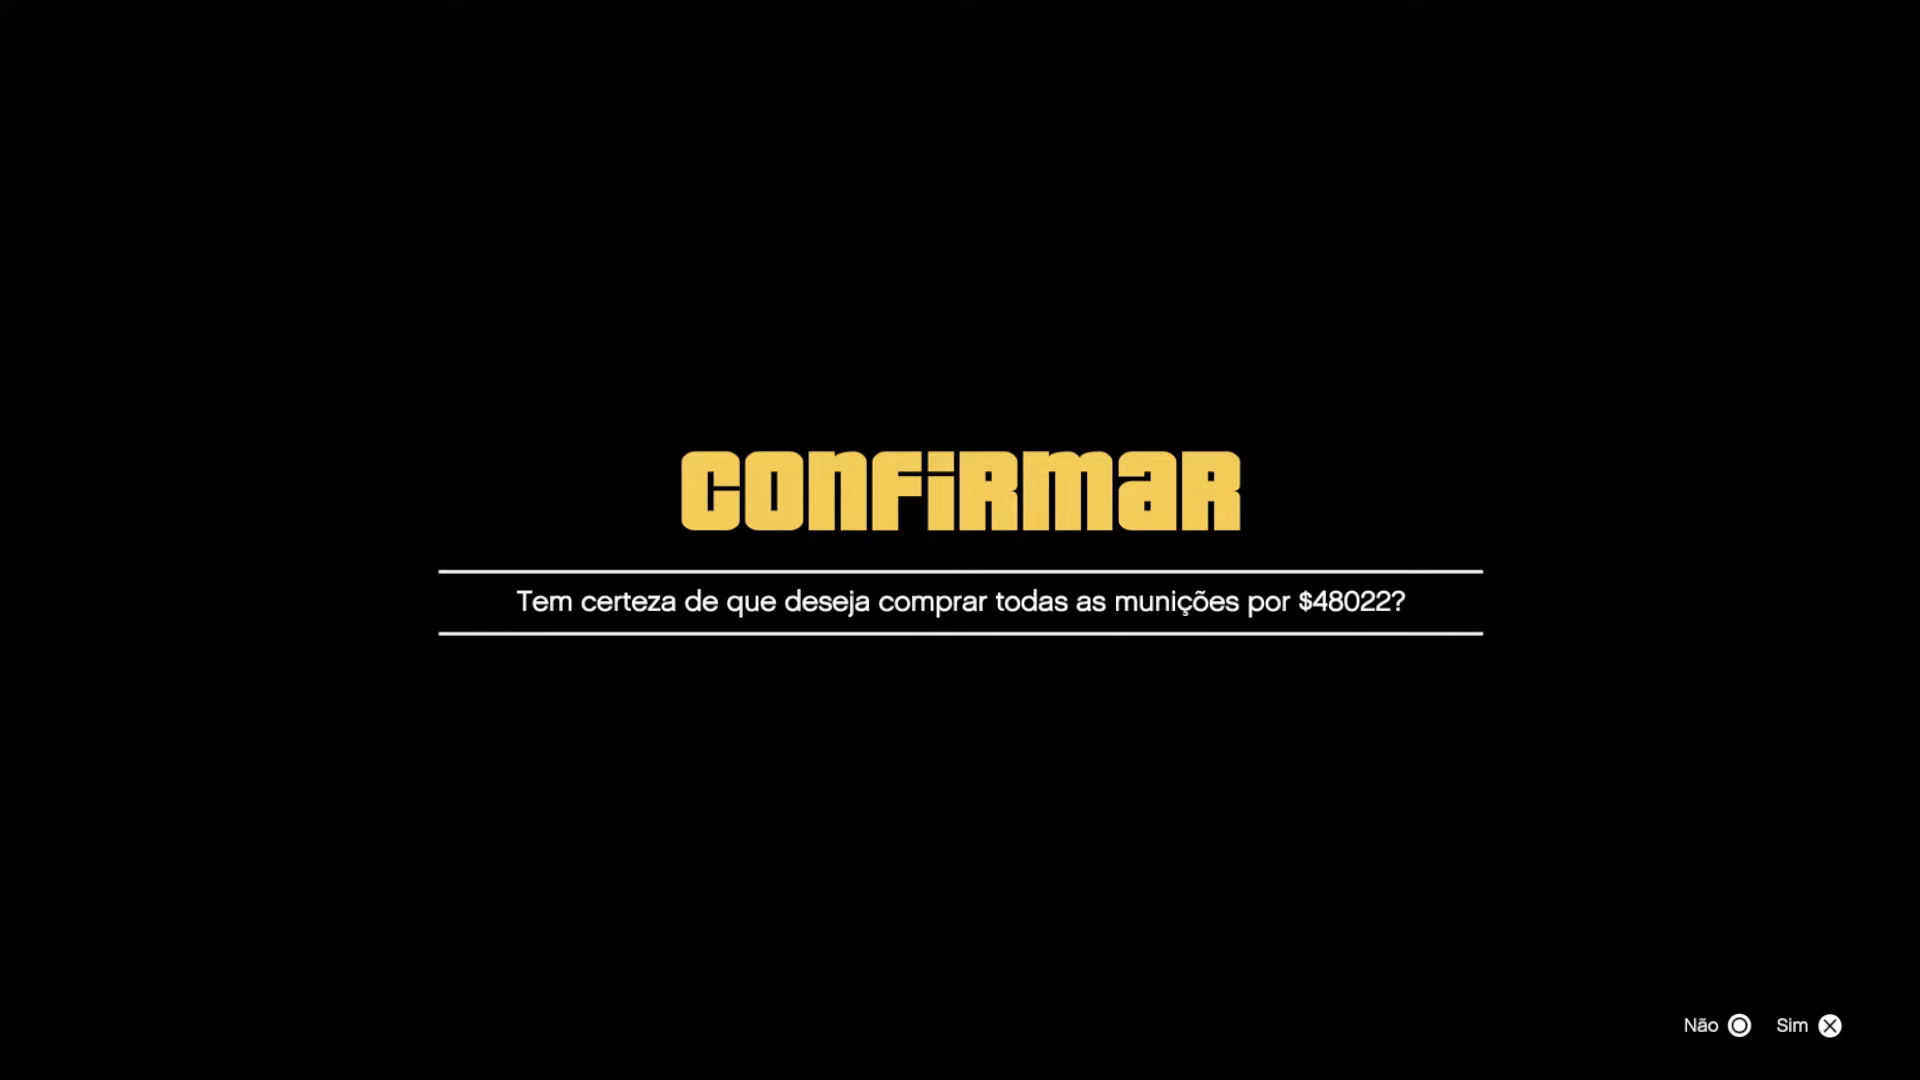 CONFIRMAR
Tem certeza de que deseja comprar todas as munições por $48022?
Não Sim